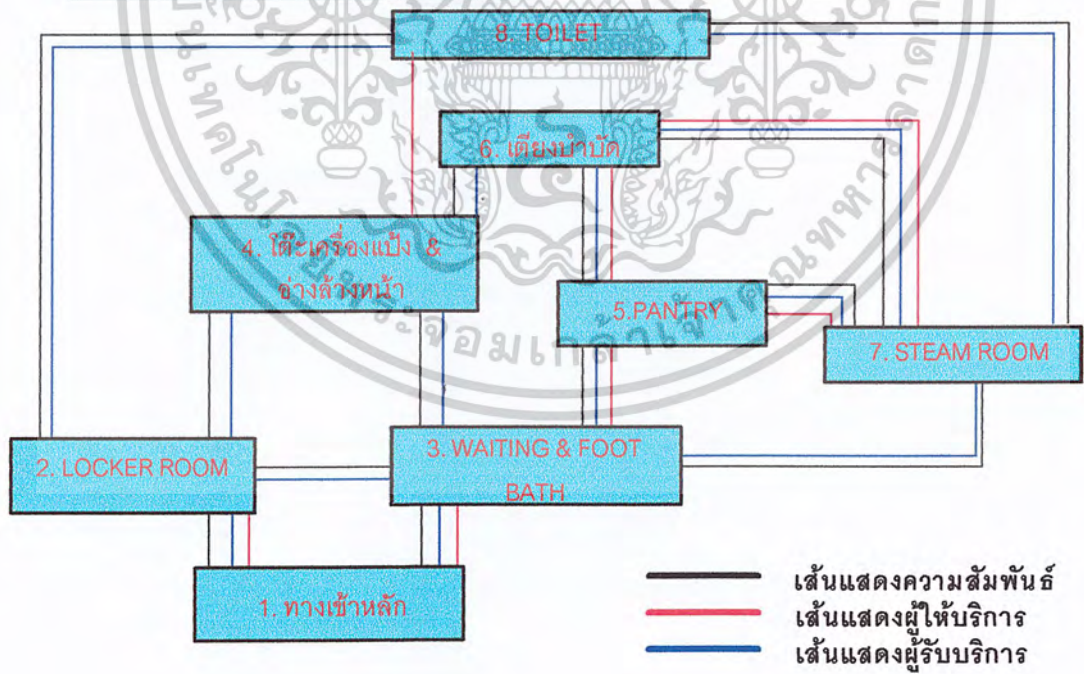 8. TOILET
6. เตียงบำบัด
4. โต๊ะเครื่องแป้ง &
อ่างล้างหน้า
5.PANTRY
7. STEAM ROOM
2. LOCKER ROOM
3. WAITING & FOOT
BATH
1. ทางเข้าหลัก
เส้นแสดงความสัมพันธ์
เส้นแสดงผู้ให้บริการ
เส้นแสดงผู้รับบริการ